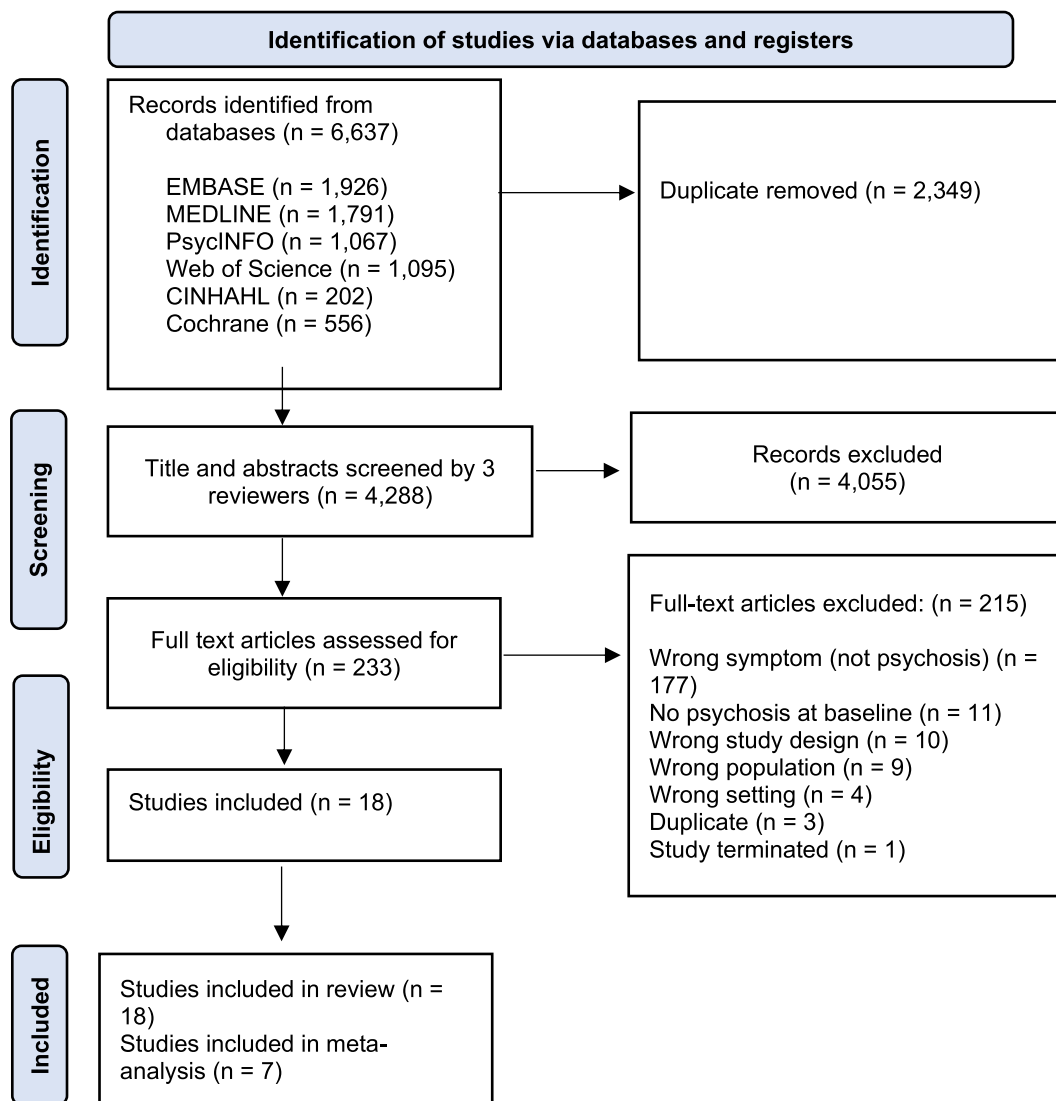 Identification of studies via databases and registers
Identification
Records identified from
databases (n = 6,637)
EMBASE (n = 1,926)
MEDLINE (n = 1,791)
PsycINFO (n = 1,067)
Web of Science (n = 1,095)
CINHAHL (n = 202)
Cochrane (n = 556)
Duplicate removed (n = 2,349)
Screening
Title and abstracts screened by 3
reviewers (n = 4,288)
Records excluded
(n = 4,055)
Full text articles assessed for
eligibility (n = 233)
Full-text articles excluded: (n = 215)
Wrong symptom (not psychosis) (n =
177)
No psychosis at baseline (n = 11)
Wrong study design (n = 10)
Wrong population (n = 9)
Wrong setting (n = 4)
Duplicate (n = 3)
Study terminated (n = 1)
Eligibility
Studies included (n = 18)
Included
Studies included in review (n =
18)
Studies included in meta-
analysis (n = 7)